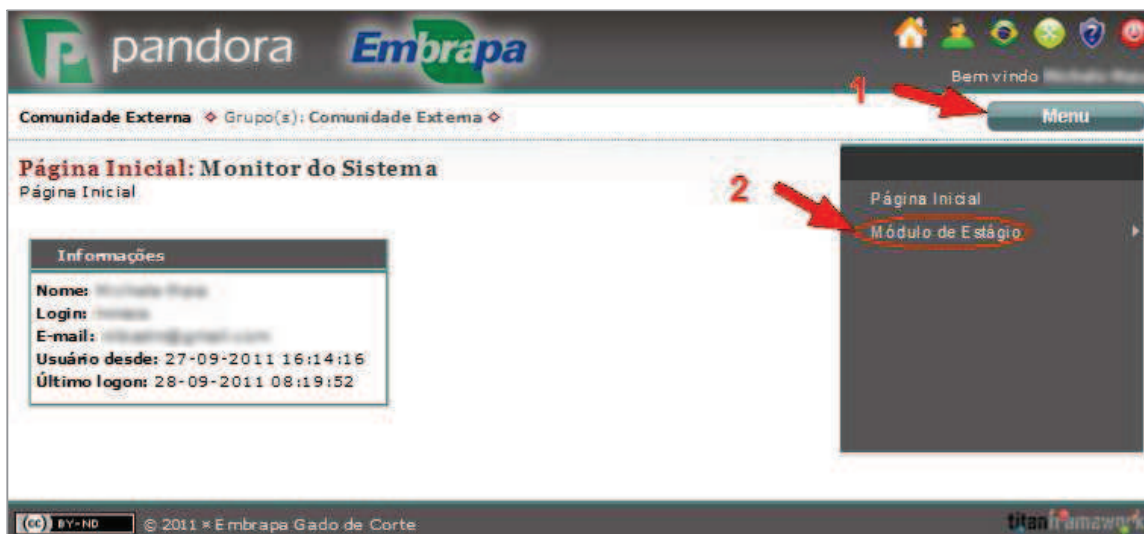 pandora Embrapa
Bem vindo
1
Menu
Comunidade Externa Grupo(s): Comunidade Externa
Página Inicial: Monitor do Sistema
Página Inicial
2
Página Inicial
Módulo de Estágio
Informações
Nome:
Login:
E-mail:
Usuário desde: 27-09-2011 16:14:16
Último logon: 28-09-2011 08:19:52
(cc) BY-ND © 2011 × Embrapa Gado de Corte
titanframework